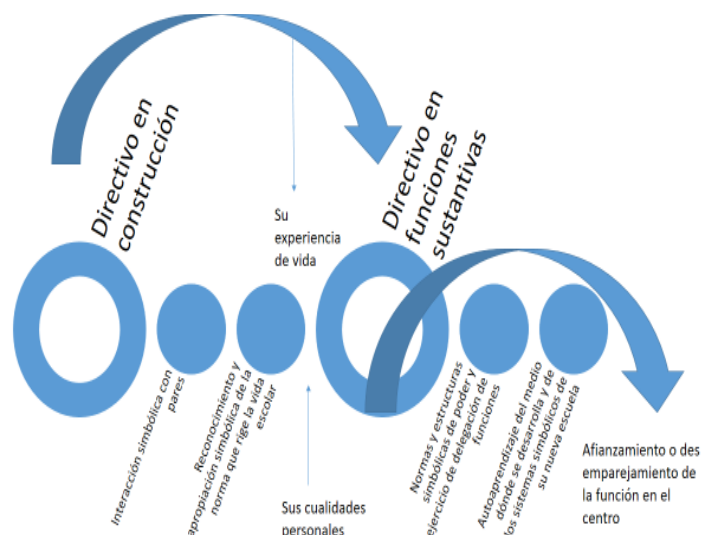 Directivo en
construcción
Su
experiencia
de vida
Directivo en
funciones
sustantivas
Interacción simbólica con
pares
Reconocimiento y
apropiación simbólica de la
norma que rige la vida
escolar
Sus cualidades
personales
Normas y estructuras
simbólicas de poder y
ejercicio de delegación de
funciones
Autoaprendizaje del medio
dónde se desarrolla y de
los sistemas simbólicos de
su nueva escuela
Afianzamiento o des
emparejamiento de
la función en el
centro